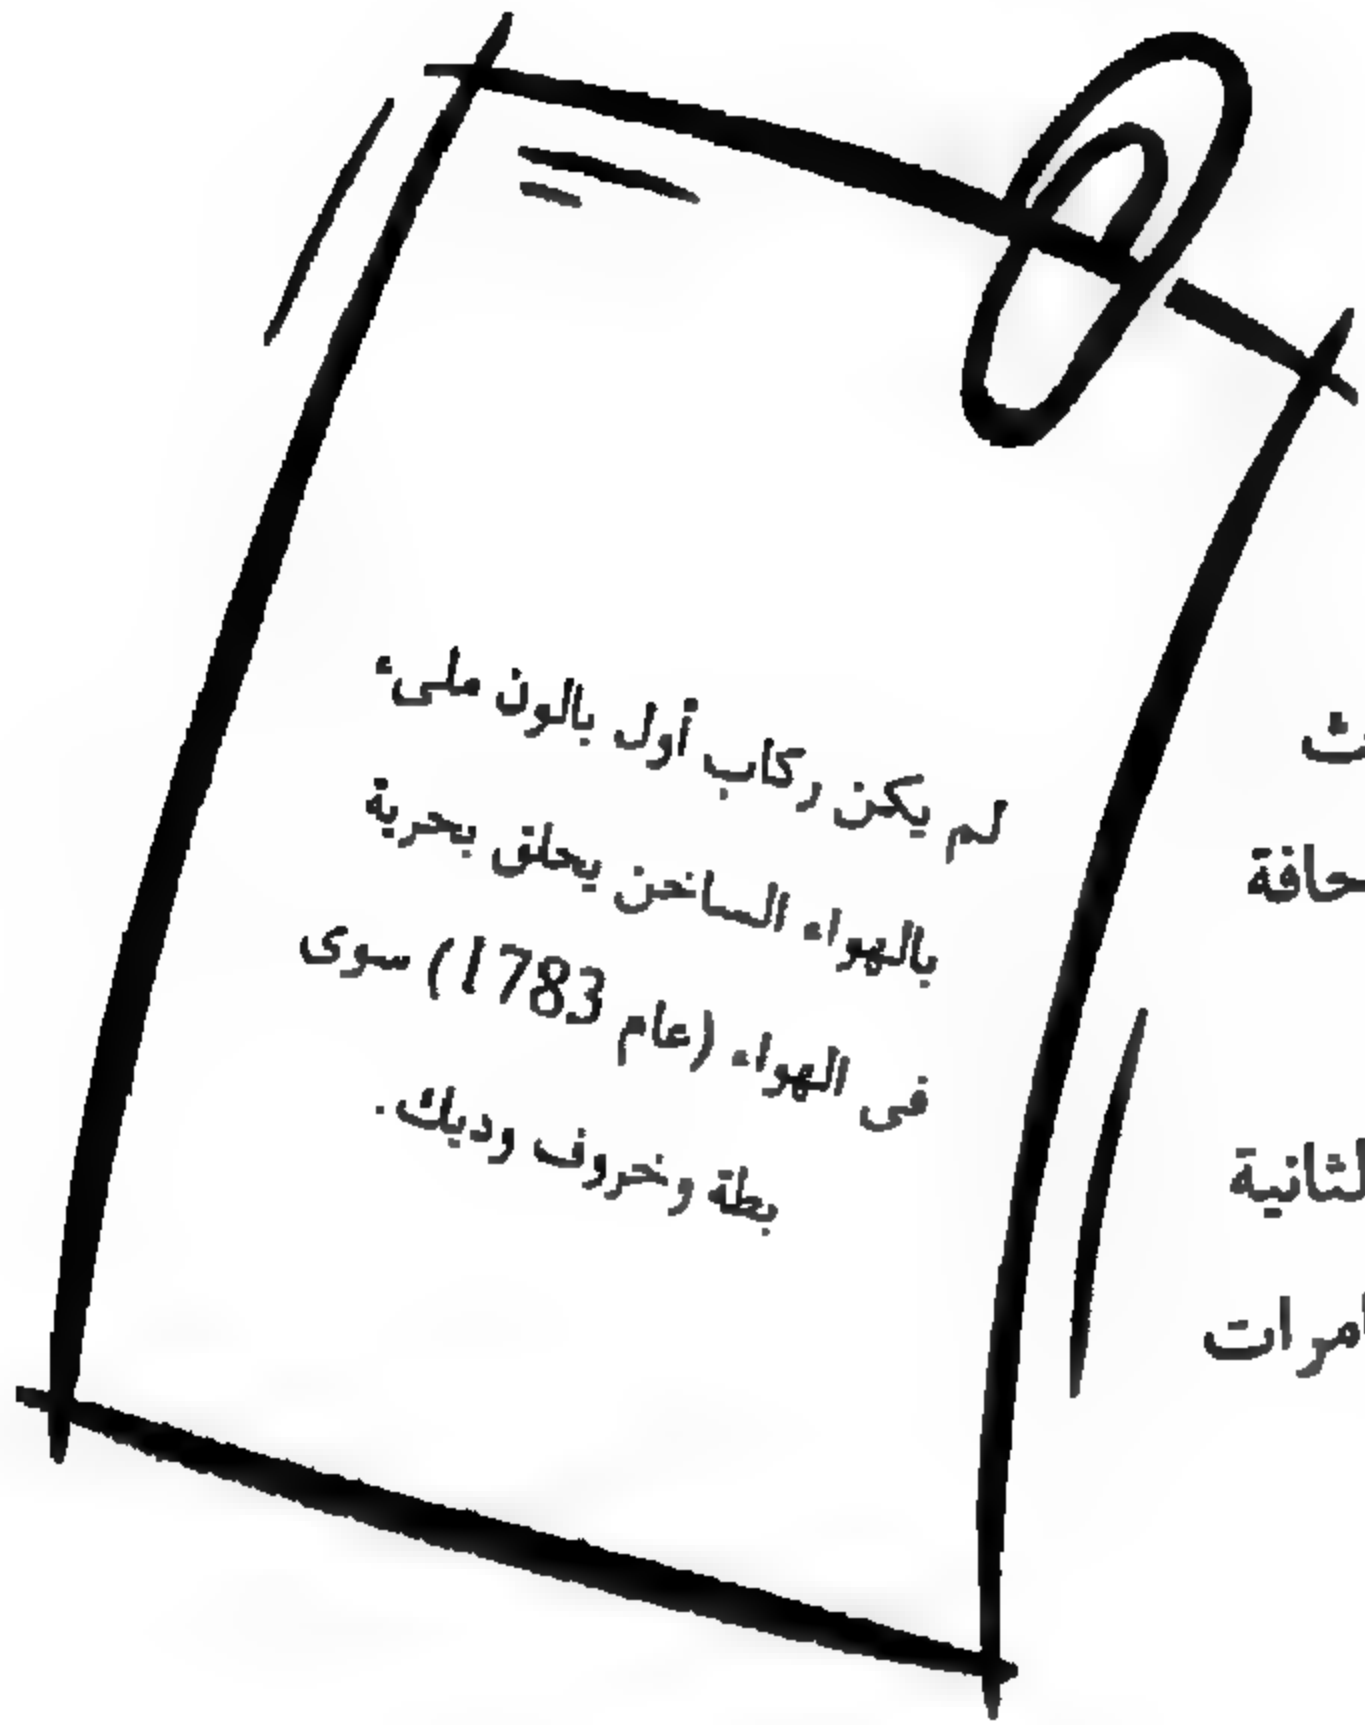 لم يكن ركاب أول بالون ملىء
بالهواء الساخن يحلق بحرية
فى الهواء (عام 1783) سوى
بطة وخروف وديك.